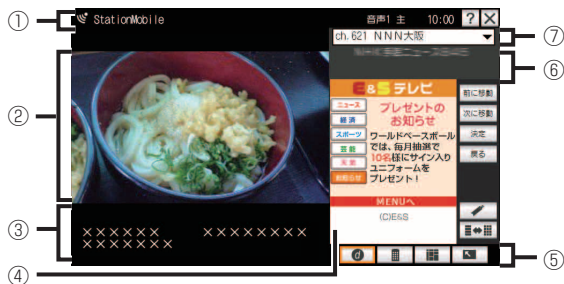 ①
StationMobile
音声1 主
10:00
?
×
⑦
ch. 621 NNN大阪
⑥
②
E&Sテレビ
ニュース
経済
スポーツ
芸能
天気
お知らせ
プレゼントの
お知らせ
ワールドベースボール
では、毎月抽選で
10名様にサイン入り
ユニフォームを
プレゼント！
前に移動
次に移動
決定
戻る
MENUへ
(C)E&S
③
×××××× ××××××××
×××××××
④
d
⑤